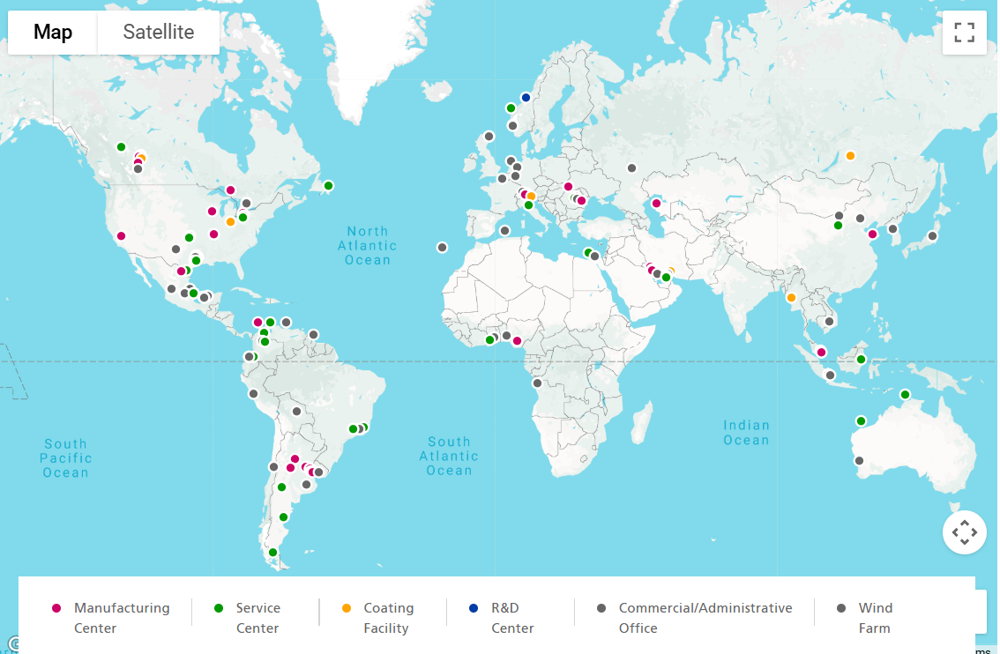 Map
Satellite
North
Atlantic
Ocean
South
Pacific
Ocean
South
Atlantic
Ocean
Indian
Ocean
Manufacturing
Center
Service
Center
Coating
Facility
R&D
Center
Commercial/Administrative
Office
Wind
Farm